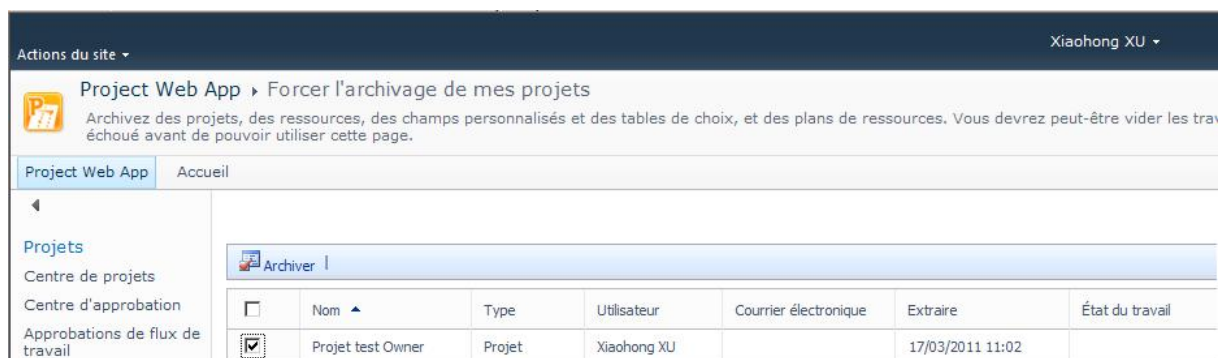 Xiaohong XU
Actions du site
Project Web App Forcer l'archivage de mes projets
Archivez des projets, des ressources, des champs personnalisés et des tables de choix, et des plans de ressources. Vous devrez peut-être vider les
échoué avant de pouvoir utiliser cette page.
Project Web App Accueil
Projets
Centre de projets
Centre d'approbation
Approbations de flux de
travail
Archiver
Nom Type Utilisateur Courrier électronique Extraire État du travail
Projet test Owner Projet Xiaohong XU 17/03/2011 11:02